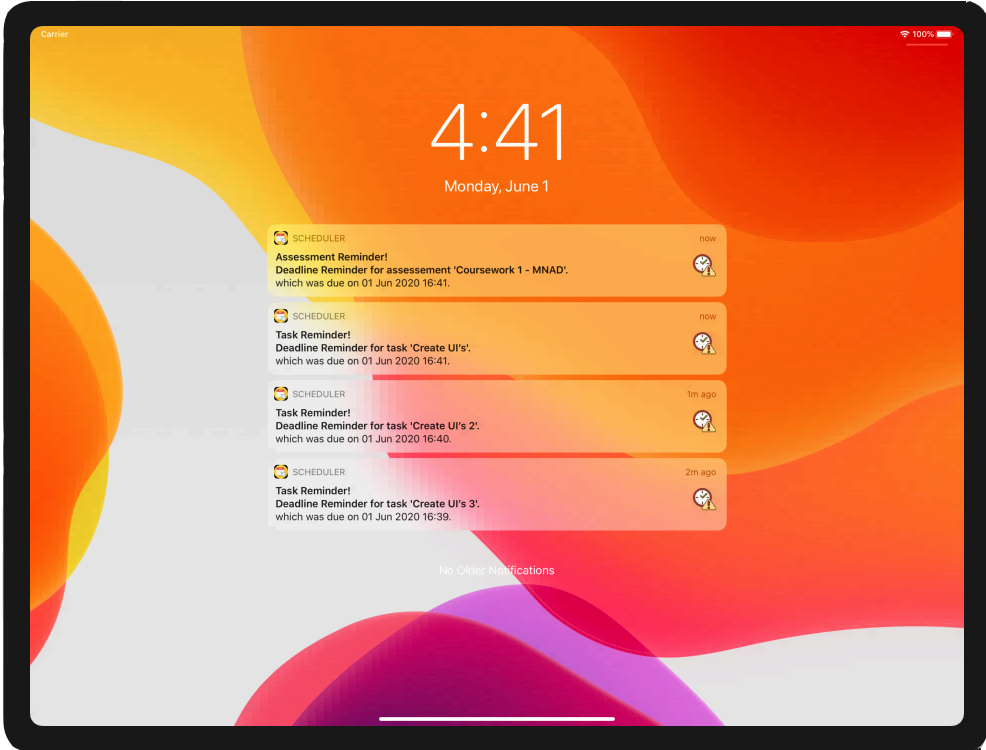 Carrier
100%
4:41
Monday, June 1
SCHEDULER now
Assessment Reminder!
Deadline Reminder for assessement 'Coursework 1 - MNAD'.
which was due on 01 Jun 2020 16:41.
SCHEDULER now
Task Reminder!
Deadline Reminder for task 'Create UI's'.
which was due on 01 Jun 2020 16:41.
SCHEDULER 1m ago
Task Reminder!
Deadline Reminder for task 'Create UI's 2'.
which was due on 01 Jun 2020 16:40.
SCHEDULER 2m ago
Task Reminder!
Deadline Reminder for task 'Create UI's 3'.
which was due on 01 Jun 2020 16:39.
No Older Notifications